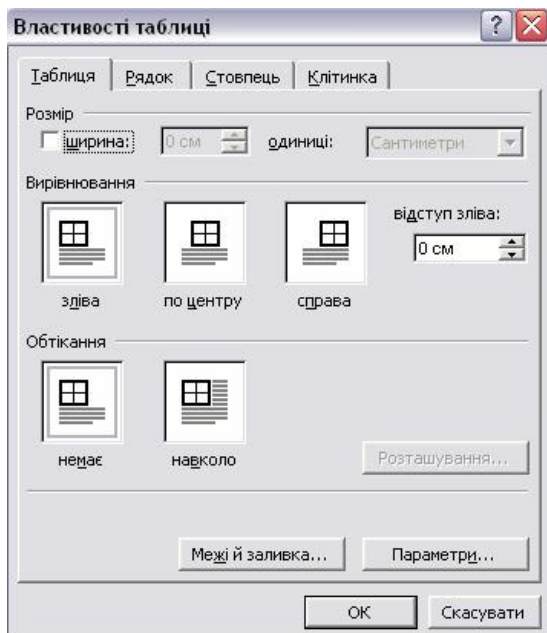 Властивості таблиці
Таблиця Рядок Стовпець Клітинка
Розмір
ширина: 0 см одиниці: Сантиметри
Вирівнювання
відступ зліва:
0 см
зліва по центру справа
Обтікання
немає навколо
Розташування...
Межі й заливка... Параметри...
ОК Скасувати